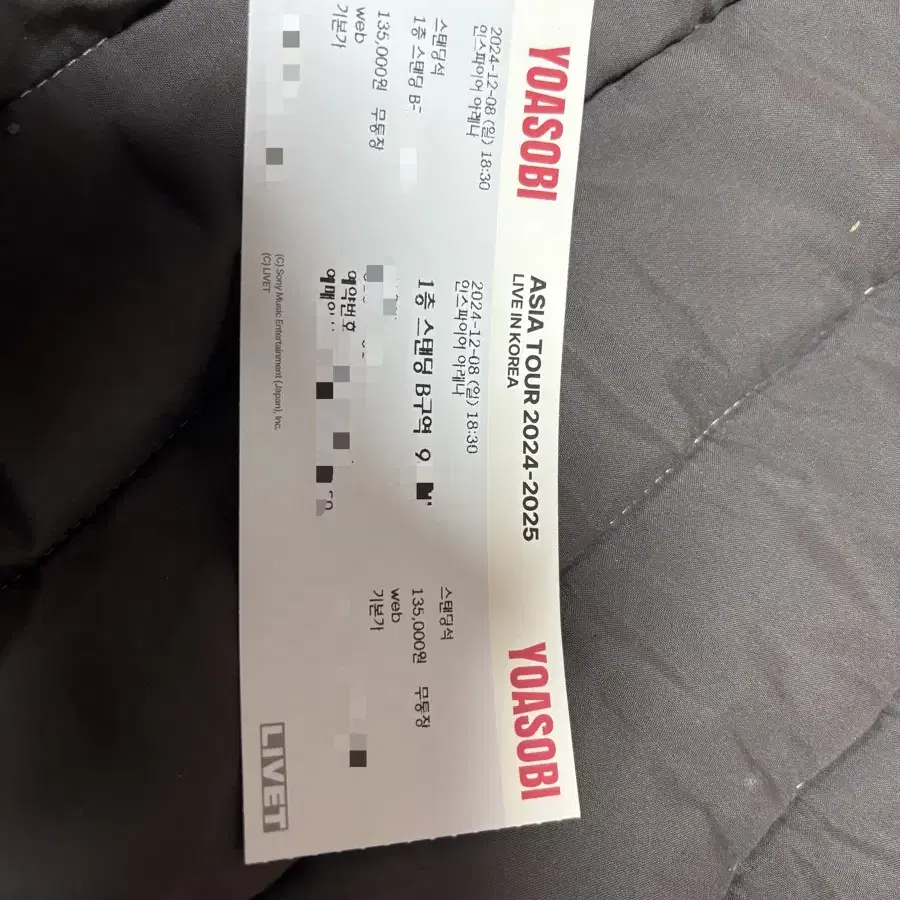 YOASOBI
2024-12-08 (일) 18:30
인스파이어 아레나
스탠딩석
1층 스탠딩 B-
135,000원 무통장
web
기본가
ASIA TOUR 2024-2025
LIVE IN KOREA
2024-12-08 (일) 18:30
인스파이어 아레나
1층 스탠딩 B구역 9
예약번호
(C) Sony Music Entertainment (Japan), Inc.
(C) LIVET
YOASOBI
스탠딩석
135,000원 무통장
web
기본가
LIVET